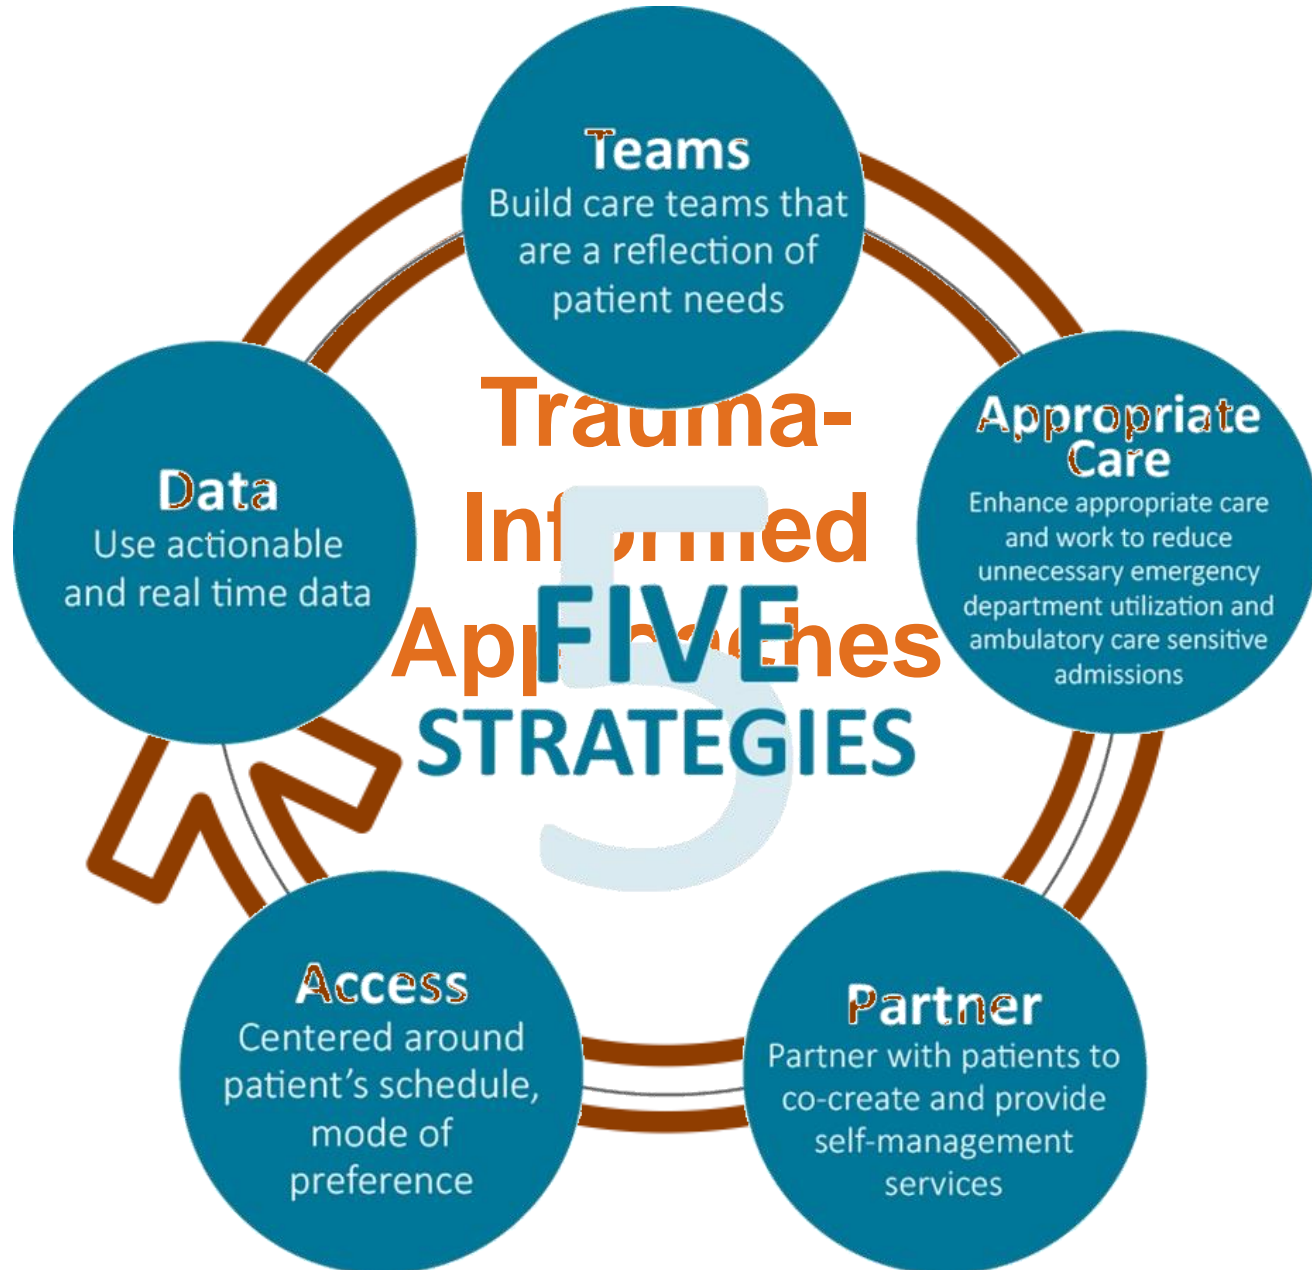 Teams
Build care teams that
are a reflection of
patient needs
Appropriate
Care
Enhance appropriate care
and work to reduce
unnecessary emergency
department utilization and
ambulatory care sensitive
admissions
Partner
Partner with patients to
co-create and provide
self-management
services
Access
Centered around
patient’s schedule,
mode of
preference
Data
Use actionable
and real time data
Trauma-
Informed
Approaches
5
FIVE
STRATEGIES